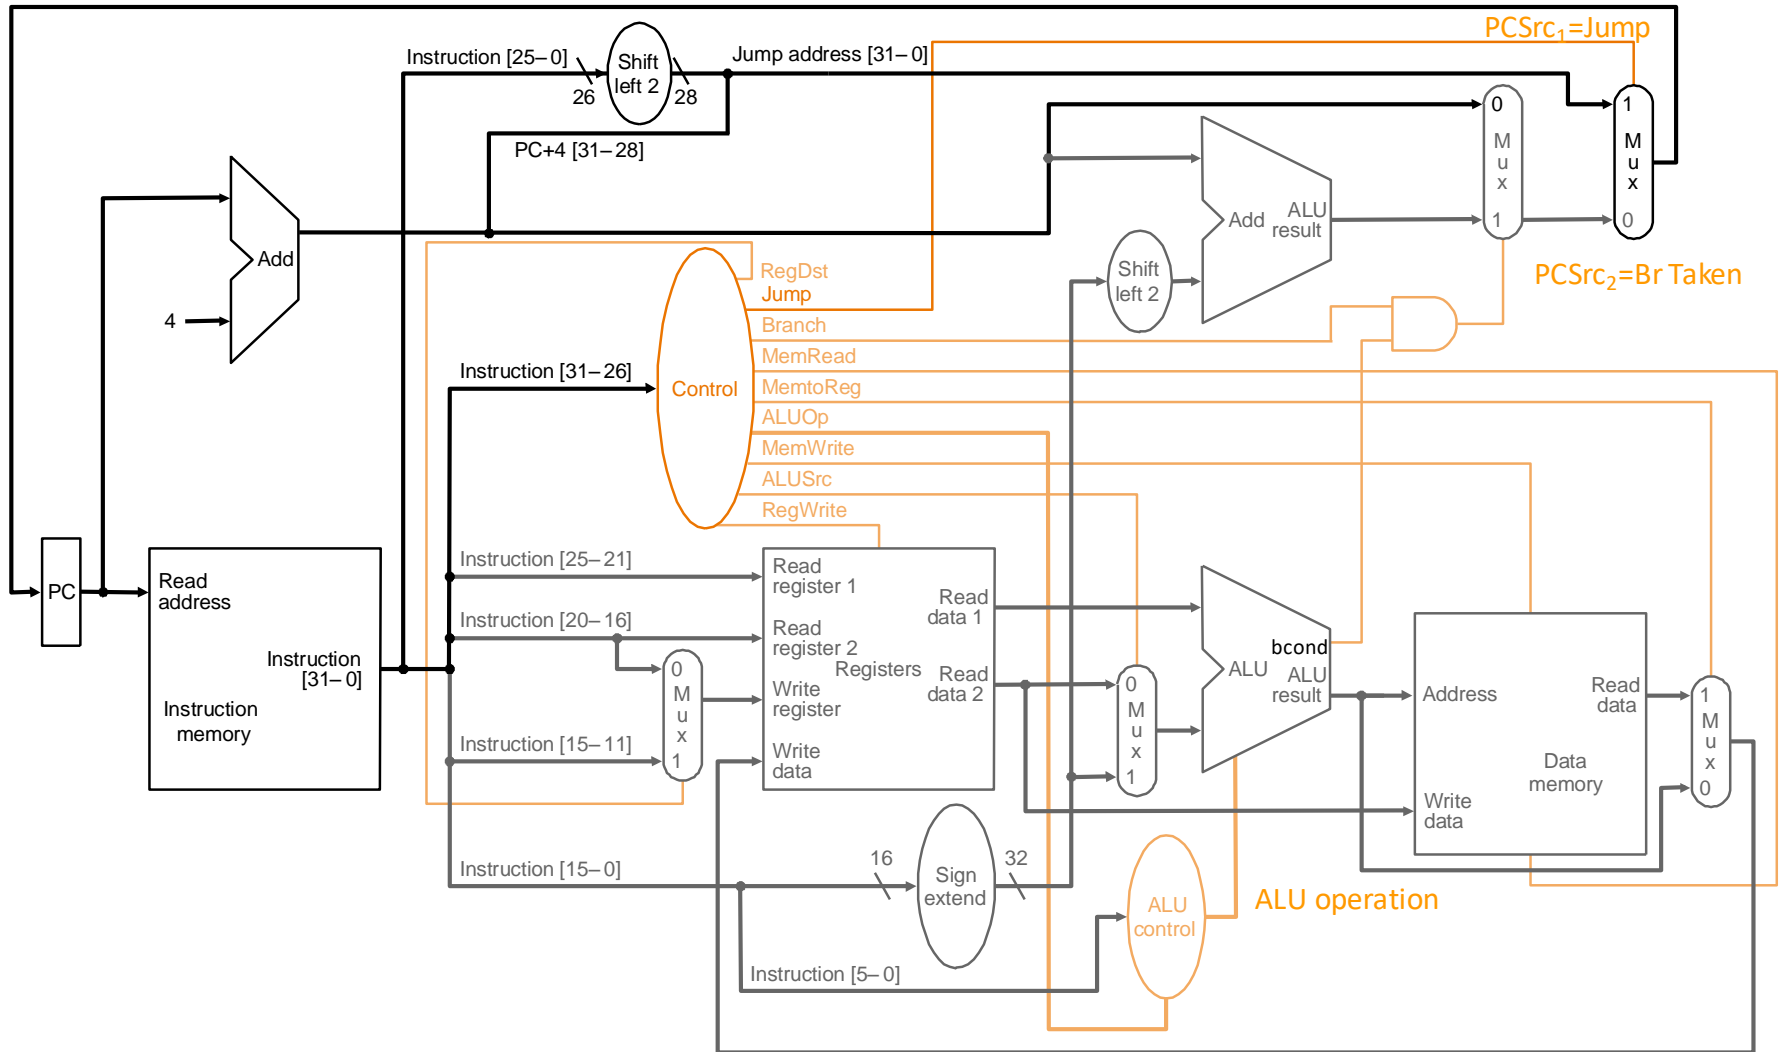 PCSrc1=Jump
Instruction [25–0]
Shift
left 2
Jump address [31–0]
26
28
PC+4 [31–28]
0
M
u
x
1
1
M
u
x
0
Add
ALU
result
Add
4
Shift
left 2
PCSrc2=Br Taken
RegDst
Jump
Branch
MemRead
MemtoReg
ALUOp
MemWrite
ALUSrc
RegWrite
Instruction [31–26]
Control
PC
Read
address
Instruction
[31–0]
Instruction
memory
Instruction [25–21]
Instruction [20–16]
Instruction [15–11]
0
M
u
x
1
Read
register 1
Read
register 2
Registers
Write
register
Write
data
Read
data 1
Read
data 2
0
M
u
x
1
bcond
ALU
ALU
result
Address
Read
data
Data
memory
Write
data
1
M
u
x
0
Instruction [15–0]
16
Sign
extend
32
ALU
control
ALU operation
Instruction [5–0]